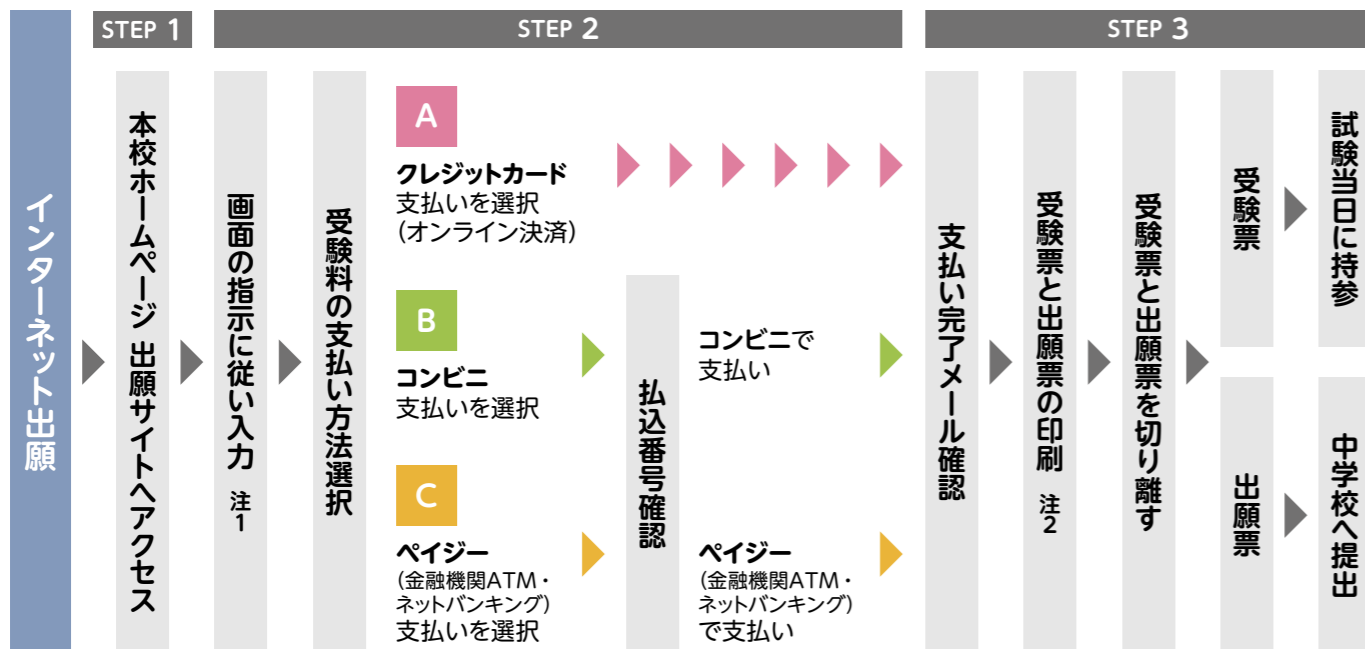 インターネット出願
STEP 1
本校ホームページ 出願サイトへアクセス
STEP 2
画面の指示に従い入力 注1
受験料の支払い方法選択
A
クレジットカード
支払いを選択
(オンライン決済)
B
コンビニ
支払いを選択
C
ペイジー
(金融機関ATM・
ネットバンキング)
支払いを選択
払込番号確認
コンビニで
支払い
ペイジー
(金融機関ATM・
ネットバンキング)
で支払い
STEP 3
支払い完了メール確認
受験票と出願票の印刷 注2
受験票と出願票を切り離す
受験票
試験当日に持参
出願票
中学校へ提出